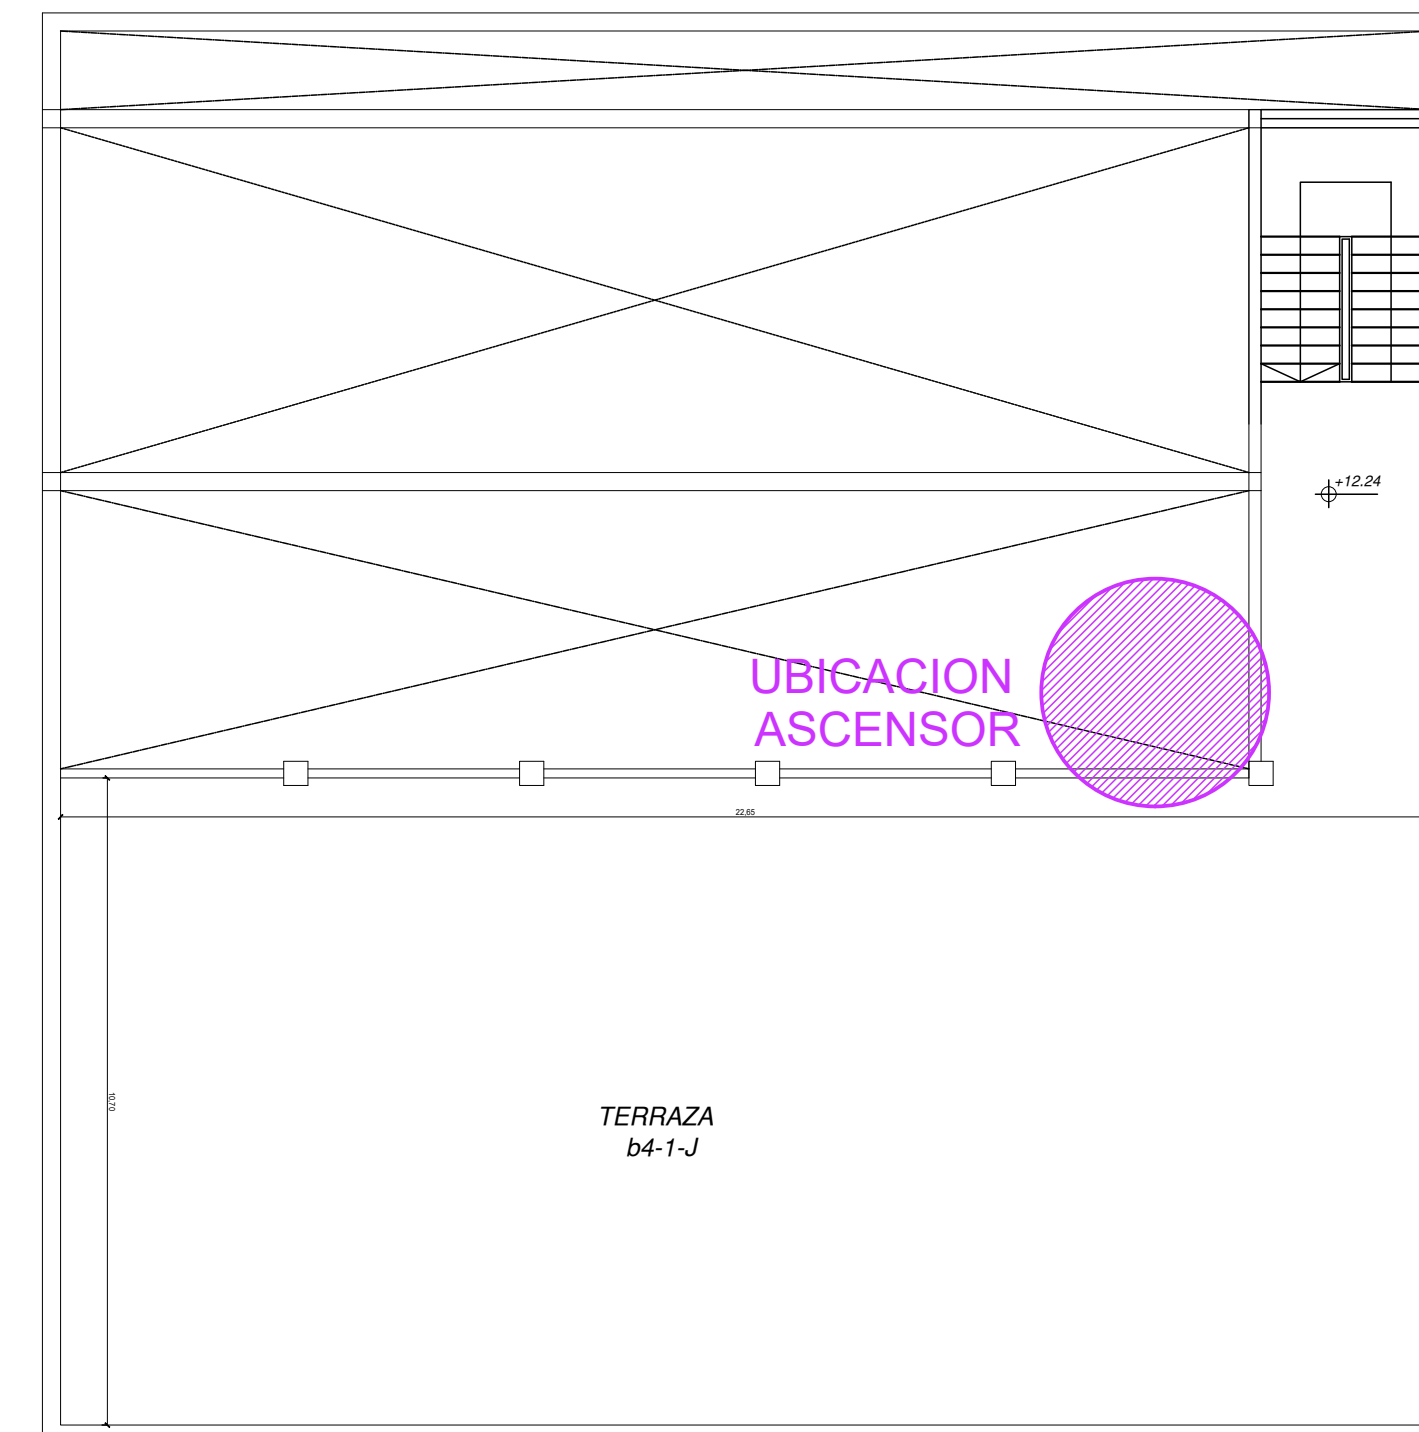 +12.24
UBICACION
ASCENSOR
22,65
10,70
TERRAZA
b4-1-J